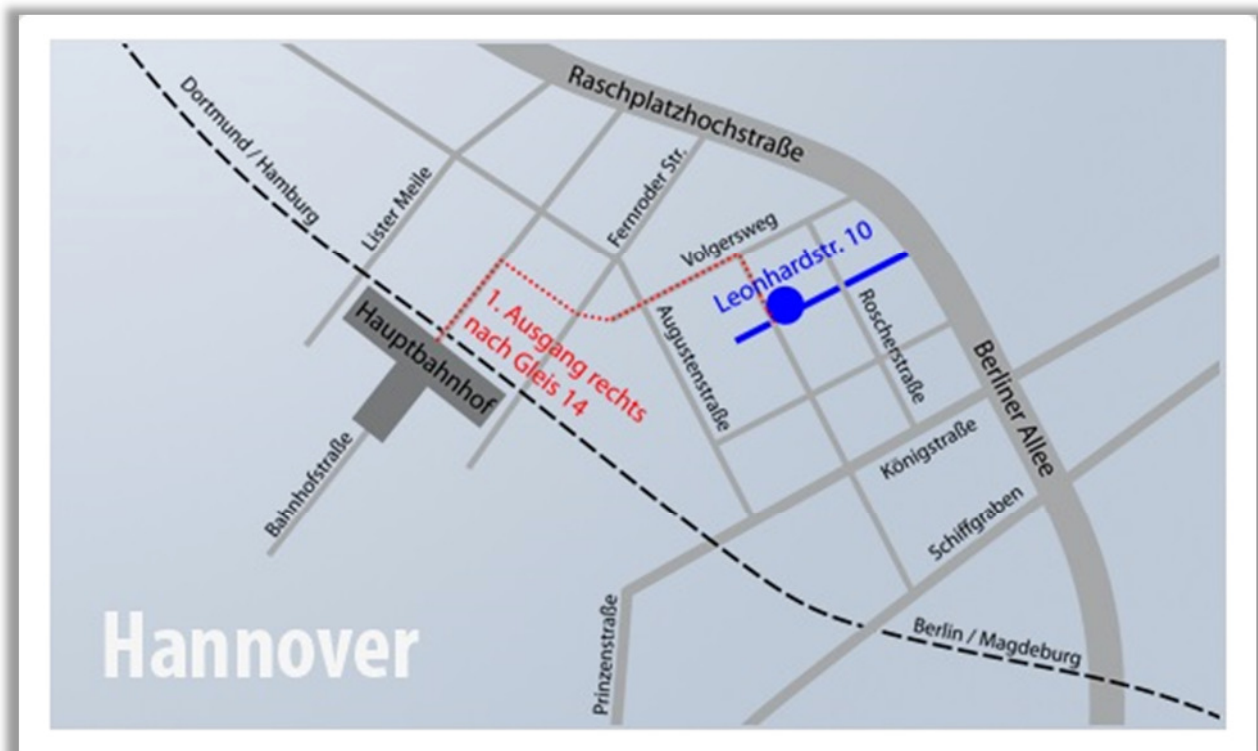 Raschplatzhochstraße
Dortmund / Hamburg
Lister Meile
Fernroder Str.
Volgersweg
Leonhardstr. 10
1. Ausgang rechts
nach Gleis 14
Hauptbahnhof
Augustenstraße
Roscherstraße
Berliner Allee
Bahnhofstraße
Königstraße
Schiffgraben
Prinzenstraße
Berlin / Magdeburg
Hannover